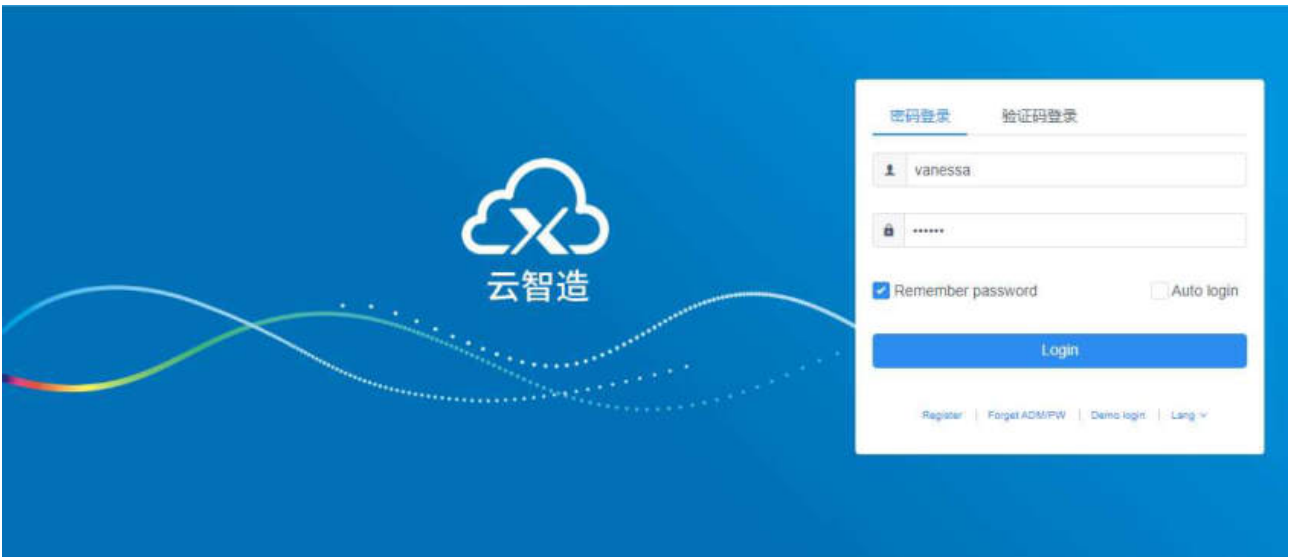 密码登录 验证码登录
vanessa
••••••
云智造
Remember password Auto login
Login
Register | Forget ADM/PW | Demo login | Lang